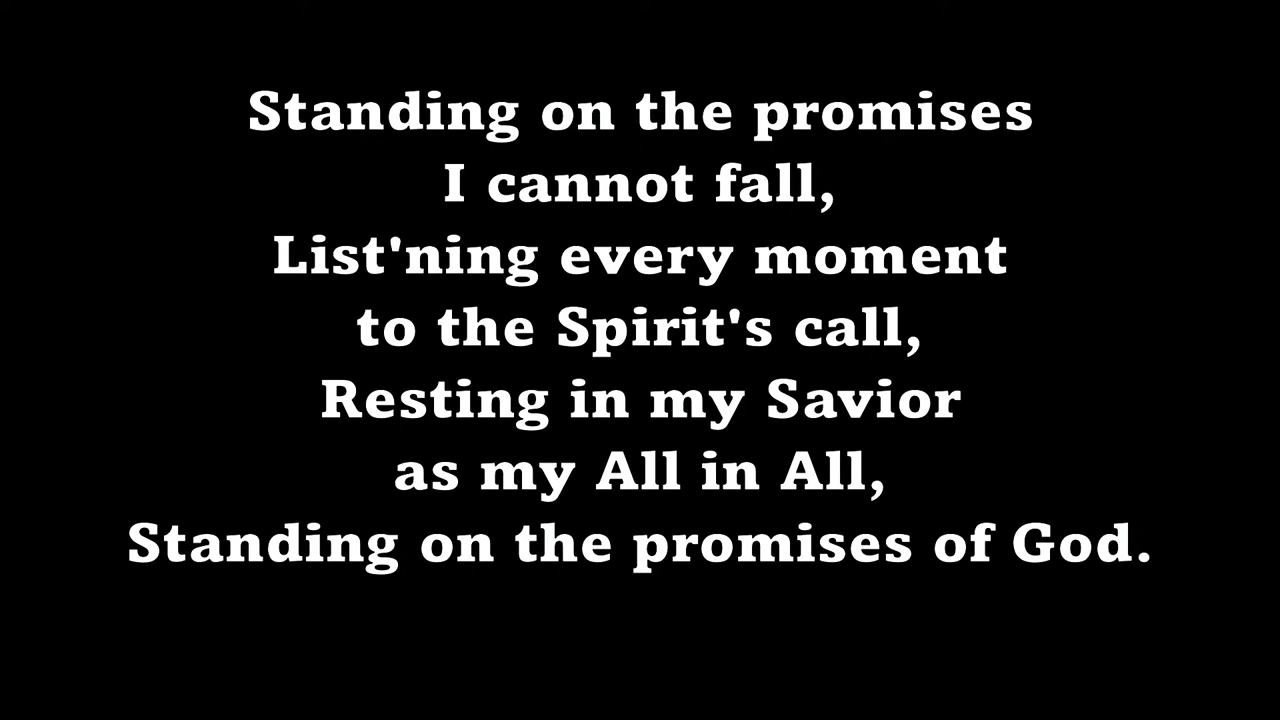 Standing on the promises
I cannot fall,
List'ning every moment
to the Spirit's call,
Resting in my Savior
as my All in All,
Standing on the promises of God.